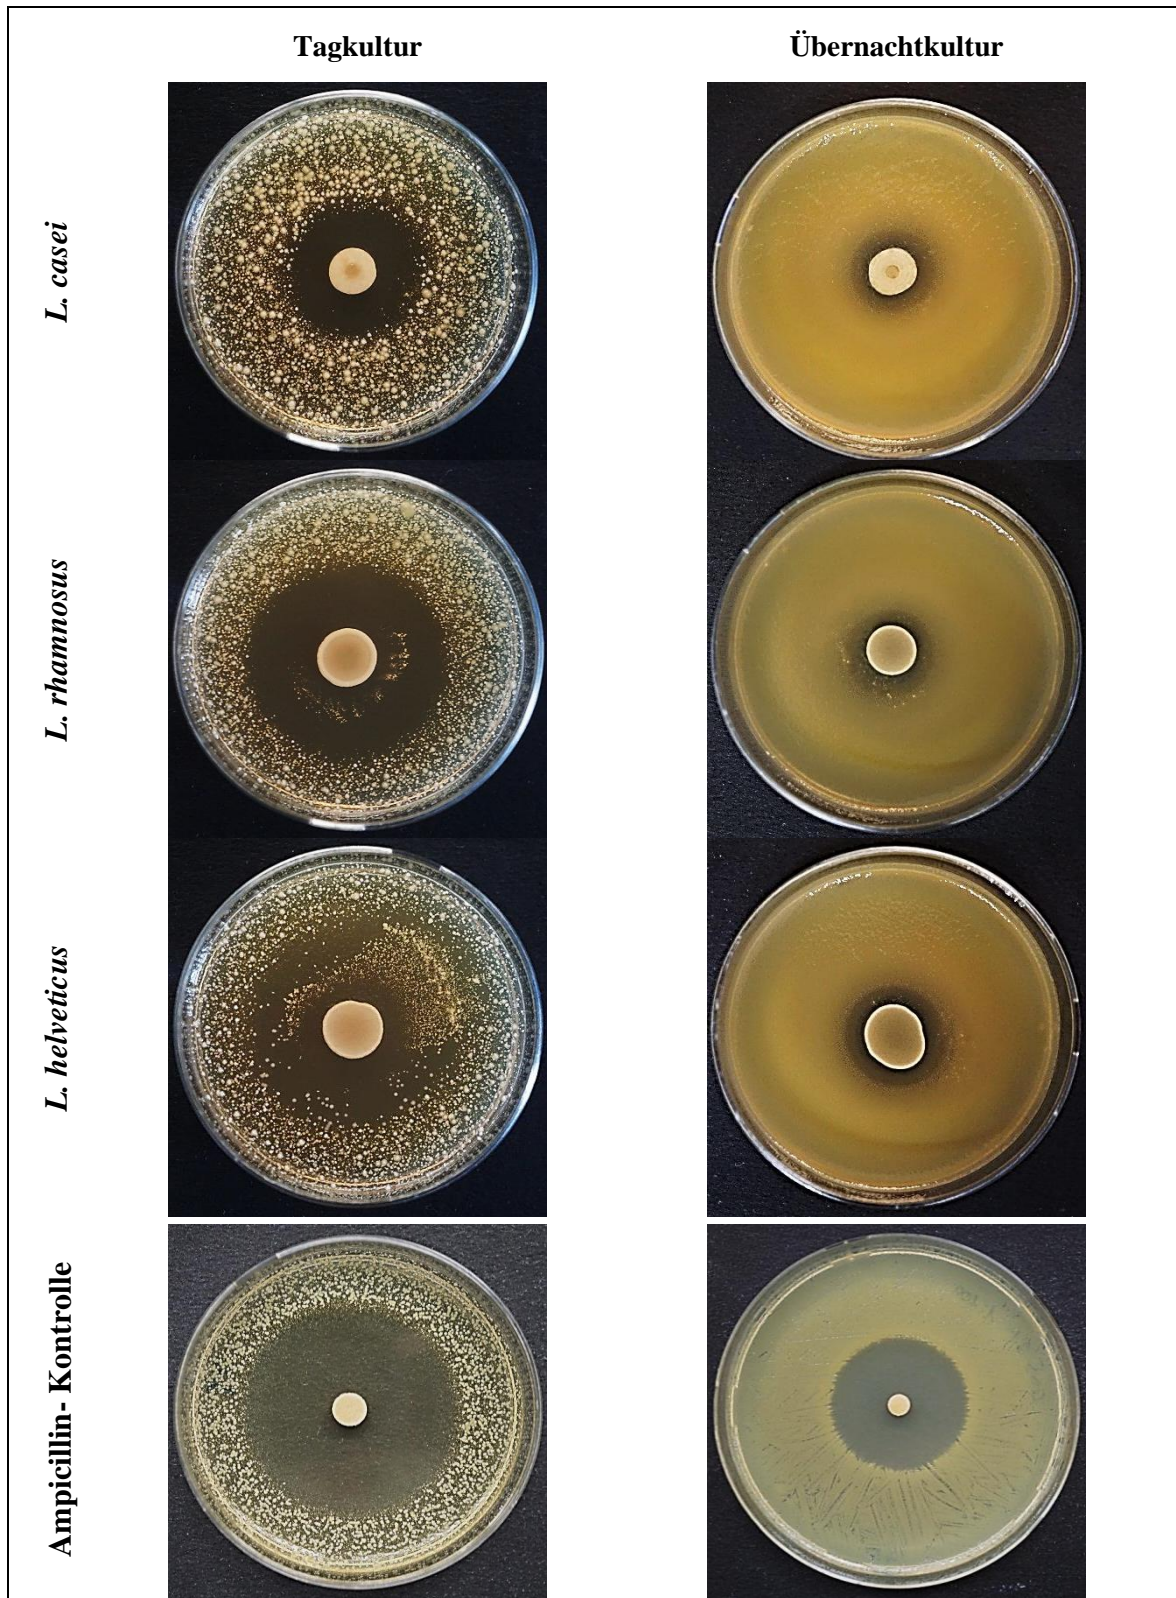 Tagkultur
Übernachtkultur
L. casei
L. rhamnosus
L. helveticus
Ampicillin- Kontrolle